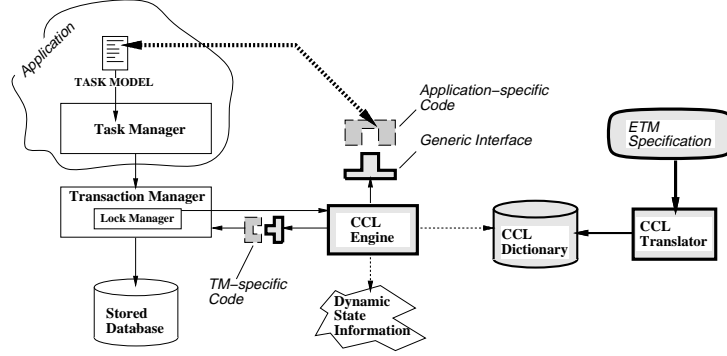 Application
TASK MODEL
Task Manager
Application−specific
Code
Generic Interface
ETM
Specification
Transaction Manager
Lock Manager
CCL
Engine
CCL
Dictionary
CCL
Translator
TM−specific
Code
Stored
Database
Dynamic
State
Information